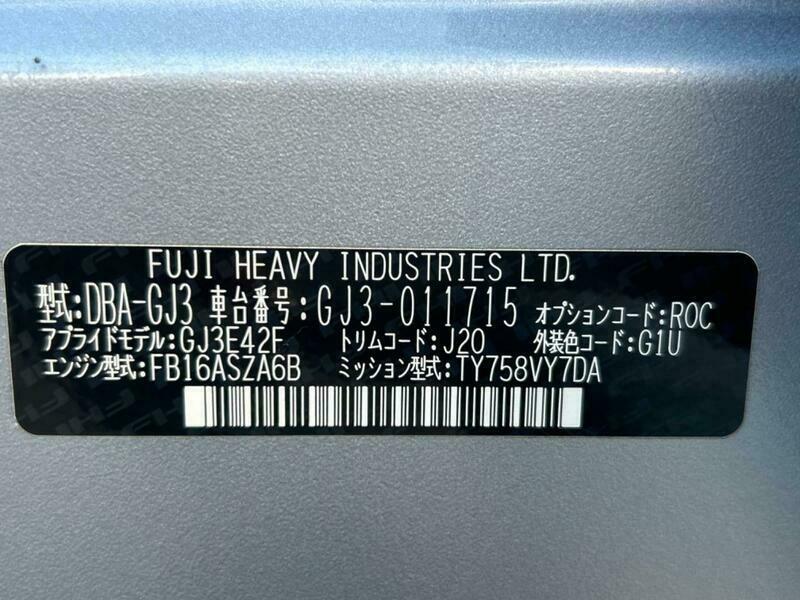 FUJI HEAVY INDUSTRIES LTD.
型式:DBA-GJ3 車台番号:GJ3-011715 オプションコード:ROC
アプライドモデル:GJ3E42F トリムコード:J20 外装色コード:G1U
エンジン型式:FB16ASZA6B ミッション型式:TY758VY7DA